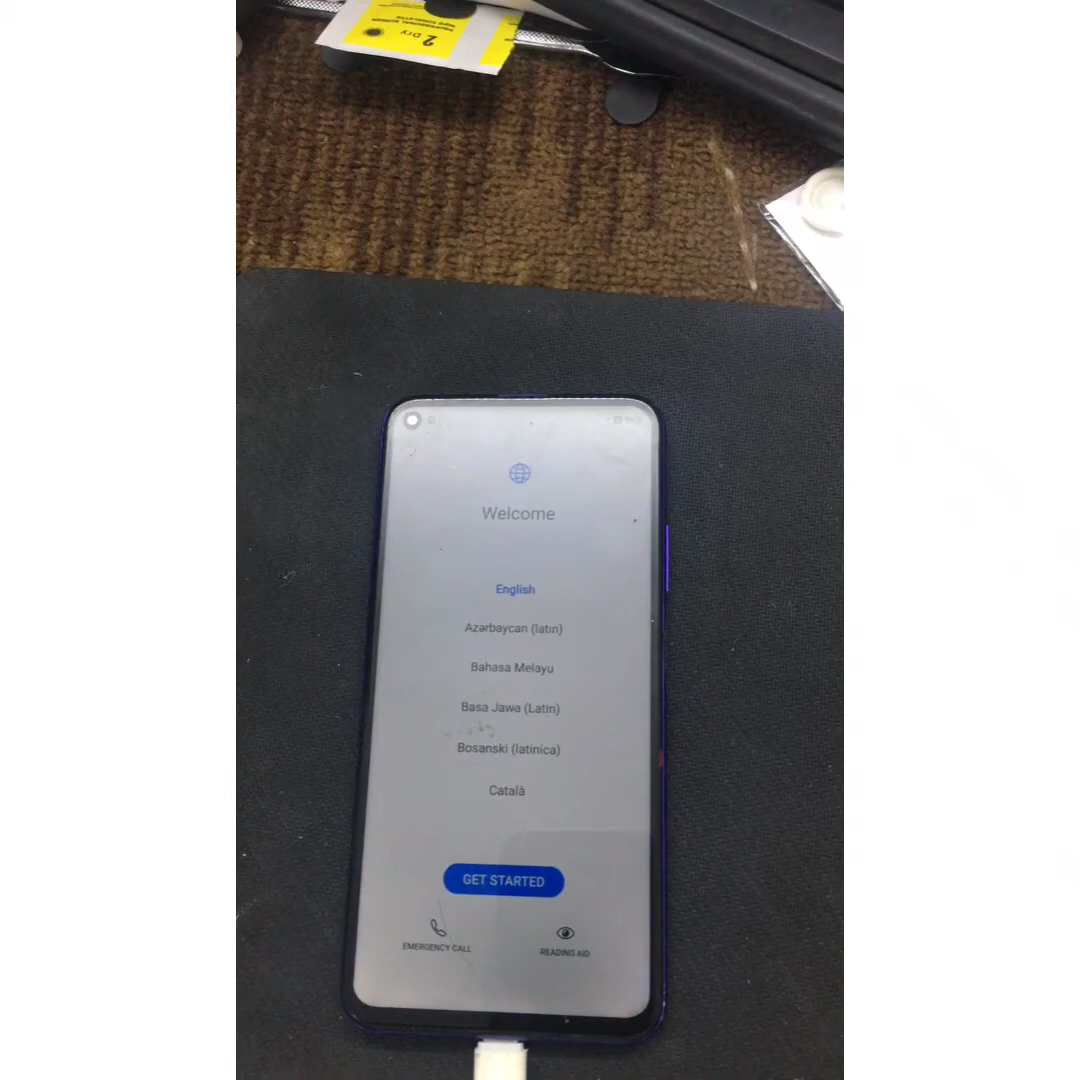 2 Dry
Welcome
English
Azərbaycan (latın)
Bahasa Melayu
Basa Jawa (Latin)
Bosanski (latinica)
Català
GET STARTED
EMERGENCY CALL
READING AID